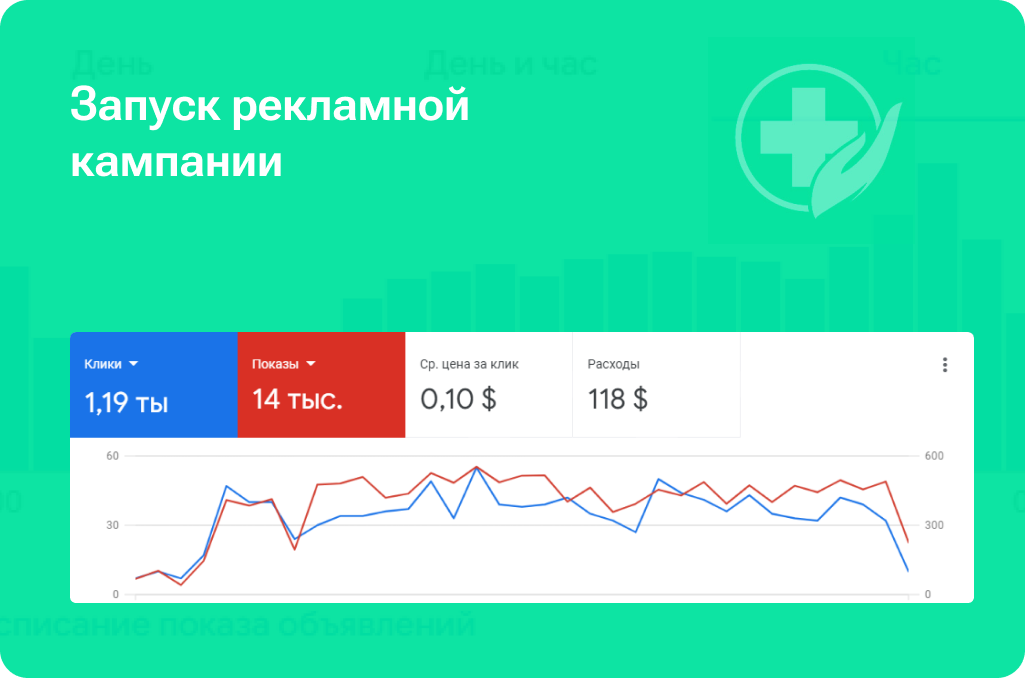 День
День и час
Час
Запуск рекламной
кампании
Клики
Показы
Ср. цена за клик
Расходы
1,19 ты
14 тыс.
0,10 $
118 $
60
600
30
300
0
0
списание показа объявлений